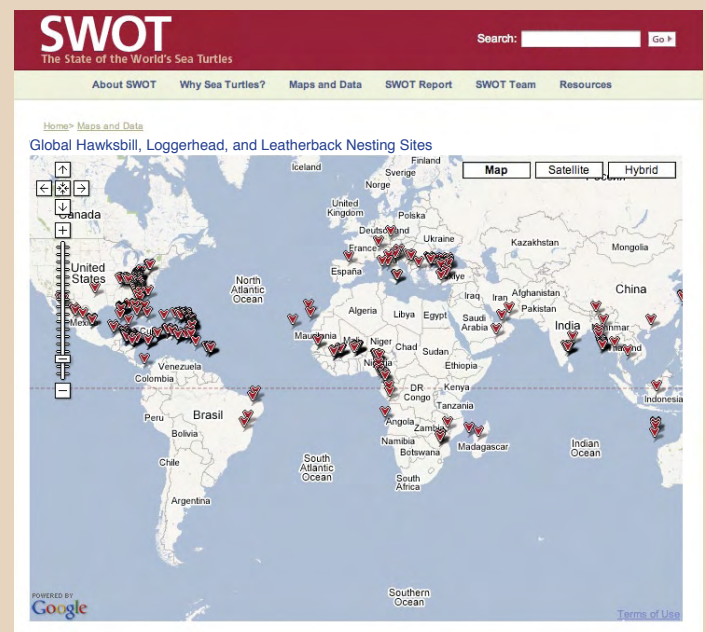 SWOT
The State of the World's Sea Turtles
Search:
Go
About SWOT Why Sea Turtles? Maps and Data SWOT Report SWOT Team Resources
Home> Maps and Data
Global Hawksbill, Loggerhead, and Leatherback Nesting Sites
Map Satellite Hybrid
Iceland
Finland
Sverige
Norge
Canada
United
Kingdom
Polska
Deutschland
Ukraine
France
Kazakhstan
Mongolia
United
States
España
North
Atlantic
Ocean
Iraq
Iran
Afghanistan
China
Algeria
Libya
Egypt
Saudi
Arabia
Pakistan
India
Mauritania
Niger
Chad
Sudan
Ethiopia
Venezuela
Colombia
DR
Congo
Kenya
Tanzania
Indonesia
Peru
Brasil
Bolivia
Angola
Namibia
Botswana
Madagascar
Chile
South
Atlantic
Ocean
Indian
Ocean
South
Africa
Argentina
Southern
Ocean
POWERED BY
Google
Terms of Use